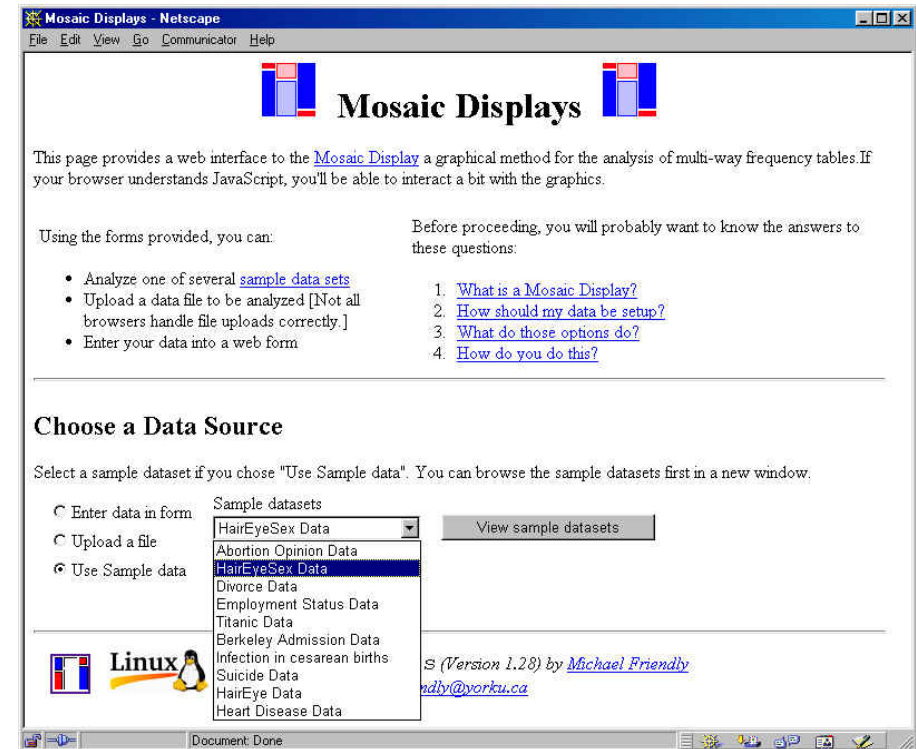 Mosaic Displays - Netscape
File Edit View Go Communicator Help
Mosaic Displays
This page provides a web interface to the Mosaic Display a graphical method for the analysis of multi-way frequency tables.If
your browser understands JavaScript, you'll be able to interact a bit with the graphics.
Using the forms provided, you can:
• Analyze one of several sample data sets
• Upload a data file to be analyzed [Not all
browsers handle file uploads correctly.]
• Enter your data into a web form
Before proceeding, you will probably want to know the answers to
these questions:
1. What is a Mosaic Display?
2. How should my data be setup?
3. What do those options do?
4. How do you do this?
Choose a Data Source
Select a sample dataset if you chose "Use Sample data". You can browse the sample datasets first in a new window.
Enter data in form
Upload a file
Use Sample data
Sample datasets
HairEyeSex Data
Abortion Opinion Data
HairEyeSex Data
Divorce Data
Employment Status Data
Titanic Data
Berkeley Admission Data
Infection in cesarean births
Suicide Data
HairEye Data
Heart Disease Data
View sample datasets
Linux
s (Version 1.28) by Michael Friendly
ndly@yorku.ca
Document: Done